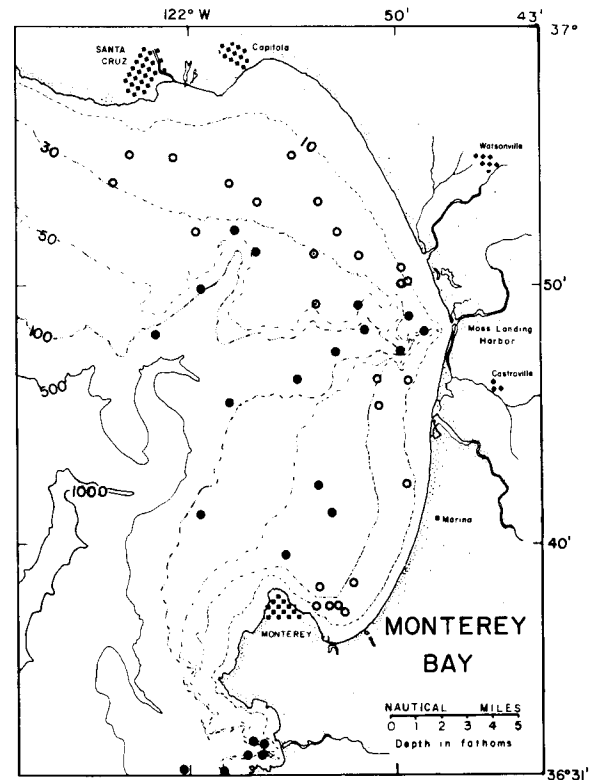 122° W
50'
43'
37°
SANTA
CRUZ
Capitola
10
30
Watsonville
50
50'
100
Moss Landing
Harbor
500
Castroville
1000
Marina
40'
MONTEREY
MONTEREY
BAY
NAUTICAL MILES
0 1 2 3 4 5
Depth in fathoms
36°31'